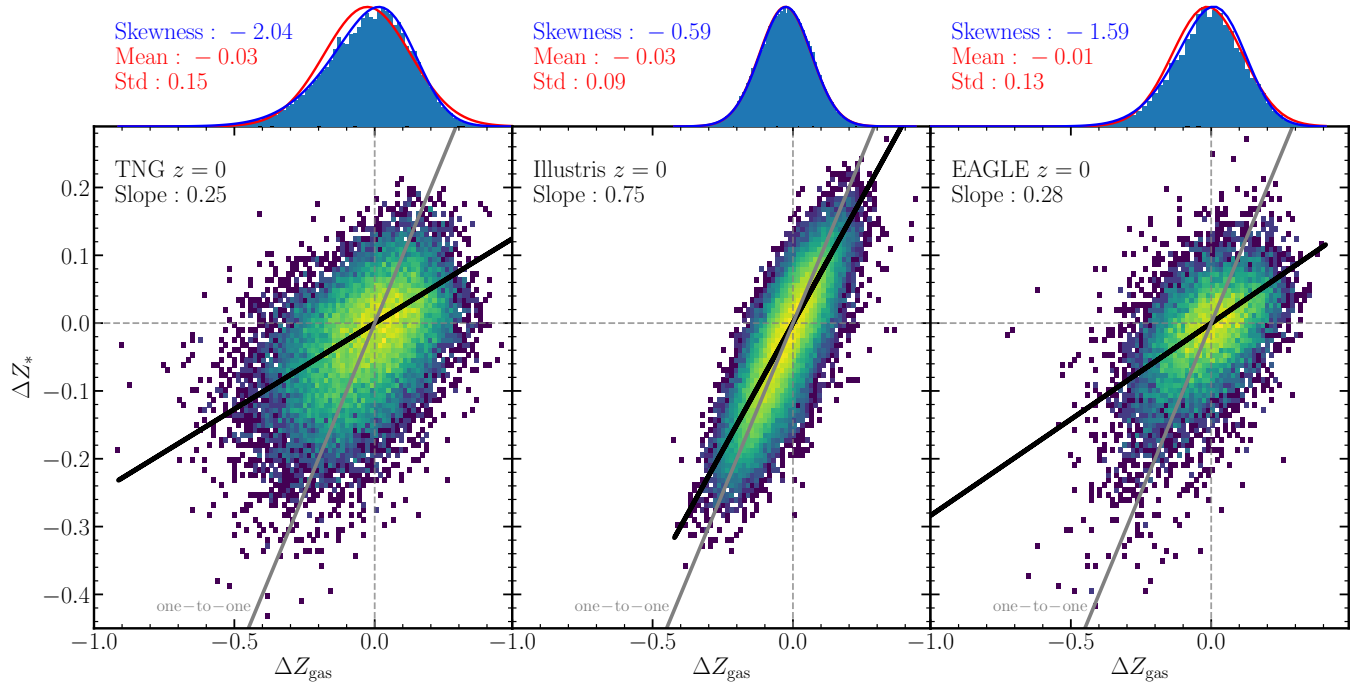 Skewness : − 2.04
Mean : − 0.03
Std : 0.15
Skewness : − 0.59
Mean : − 0.03
Std : 0.09
Skewness : − 1.59
Mean : − 0.01
Std : 0.13
TNG z = 0
Slope : 0.25
Illustris z = 0
Slope : 0.75
EAGLE z = 0
Slope : 0.28
0.2
0.1
0.0
−0.1
−0.2
−0.3
−0.4
ΔZ*
one−to−one
one−to−one
one−to−one
−1.0 −0.5 0.0 −1.0 −0.5 0.0 −1.0 −0.5 0.0
ΔZgas ΔZgas ΔZgas